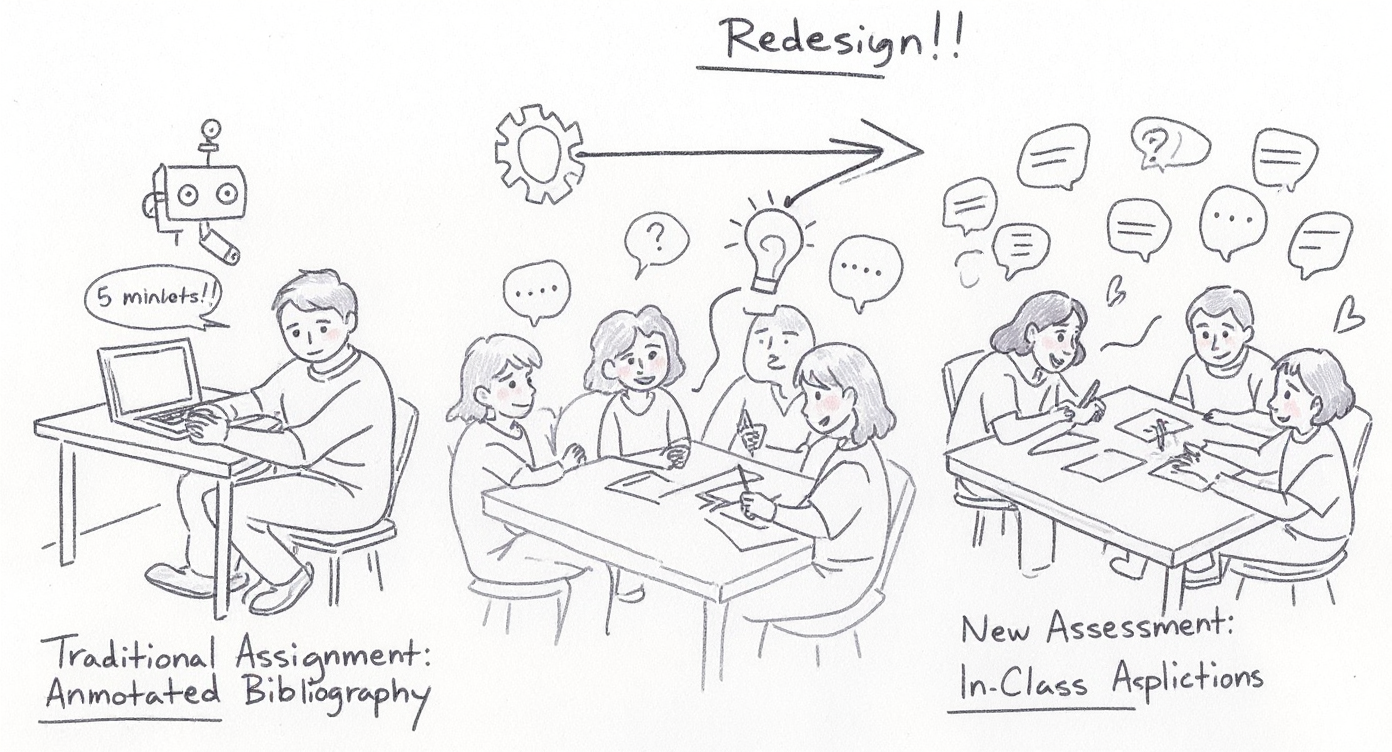 Redesign!!
5 minlets!!
?
?
Traditional Assignment:
Anmotated Bibliography
New Assessment:
In-Class Asplictions